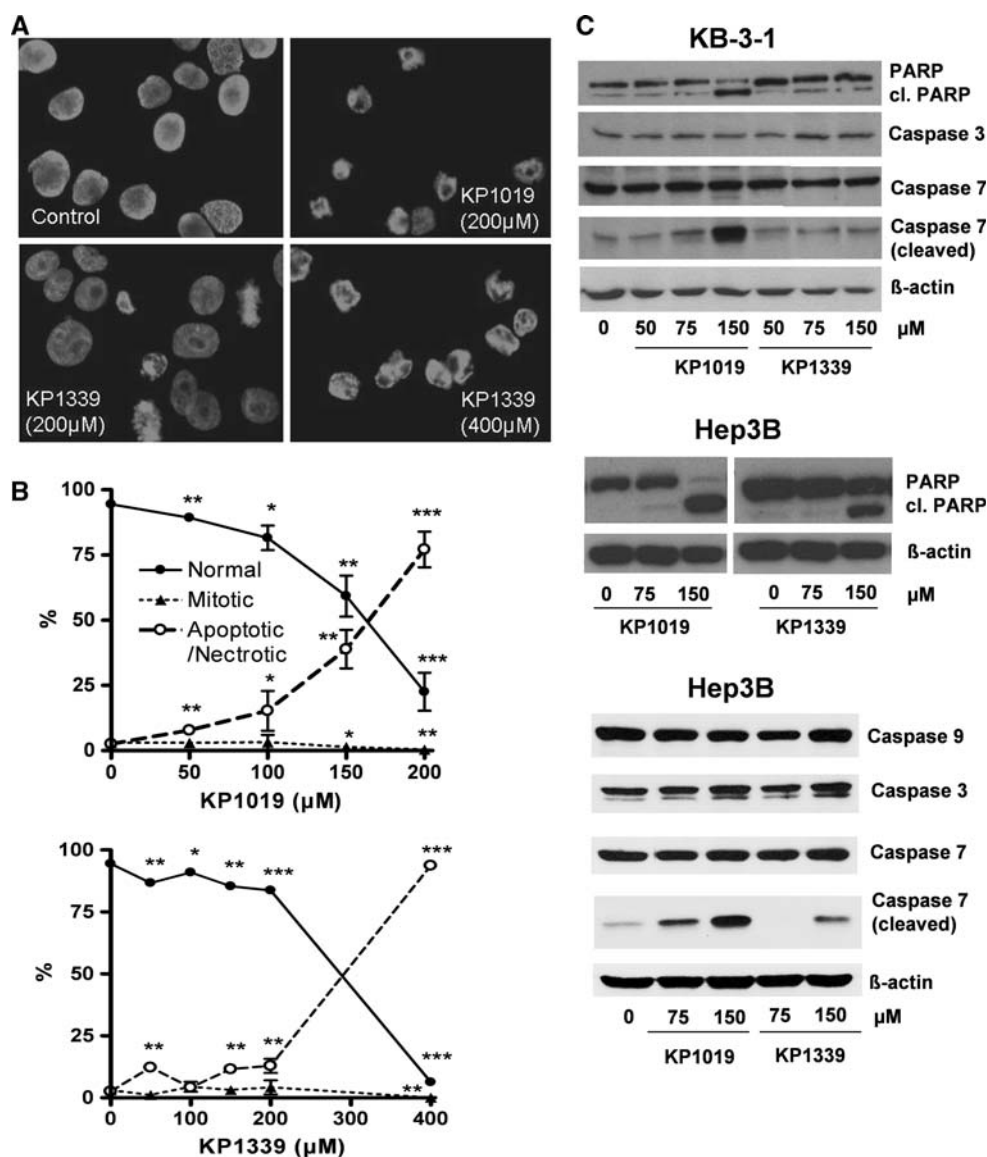 A
Control
KP1019
(200µM)
KP1339
(200µM)
KP1339
(400µM)
B
100
75
50
25
0
%
Normal
Mitotic
Apoptotic
/Nectrotic
** * ** ***
** * ** ***
* **
0 50 100 150 200
KP1019 (µM)
100
75
50
25
0
%
** * ** *** ***
** ** ** ***
**
0 100 200 300 400
KP1339 (µM)
C
KB-3-1
PARP
cl. PARP
Caspase 3
Caspase 7
Caspase 7
(cleaved)
ß-actin
0 50 75 150 50 75 150 µM
KP1019 KP1339
Hep3B
PARP
cl. PARP
ß-actin
0 75 150 0 75 150 µM
KP1019 KP1339
Hep3B
Caspase 9
Caspase 3
Caspase 7
Caspase 7
(cleaved)
ß-actin
0 75 150 75 150 µM
KP1019 KP1339